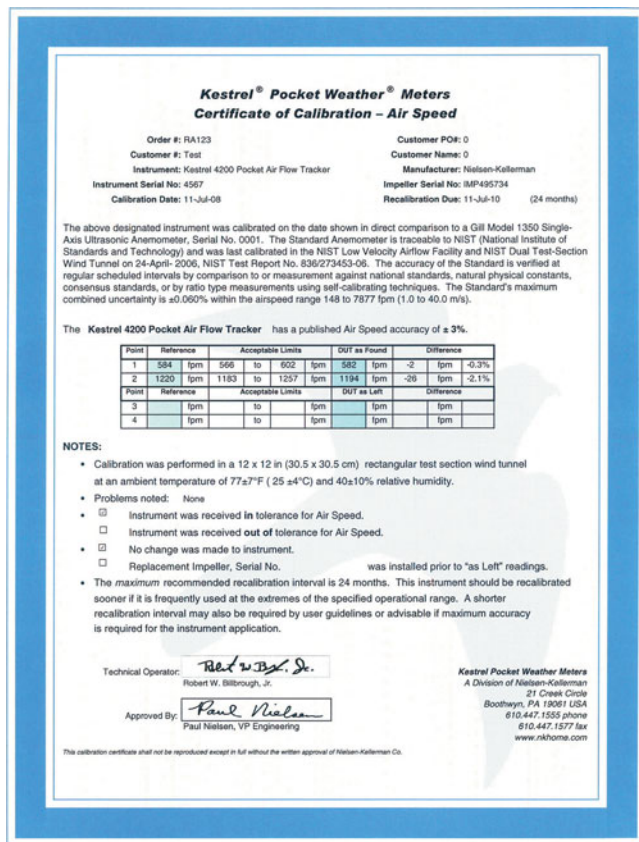 Kestrel® Pocket Weather® Meters
Certificate of Calibration – Air Speed
Order #: RA123 Customer PO#: 0
Customer #: Test Customer Name: 0
Instrument: Kestrel 4200 Pocket Air Flow Tracker Manufacturer: Nielsen-Kellerman
Instrument Serial No: 4567 Impeller Serial No: IMP495734
Calibration Date: 11-Jul-08 Recalibration Due: 11-Jul-10 (24 months)
The above designated instrument was calibrated on the date shown in direct comparison to a Gill Model 1350 Single-
Axis Ultrasonic Anemometer, Serial No. 0001. The Standard Anemometer is traceable to NIST (National Institute of
Standards and Technology) and was last calibrated in the NIST Low Velocity Airflow Facility and NIST Dual Test-Section
Wind Tunnel on 24-April- 2006, NIST Test Report No. 836/273453-06. The accuracy of the Standard is verified at
regular scheduled intervals by comparison to or measurement against national standards, natural physical constants,
consensus standards, or by ratio type measurements using self-calibrating techniques. The Standard's maximum
combined uncertainty is ±0.060% within the airspeed range 148 to 7877 fpm (1.0 to 40.0 m/s).
The Kestrel 4200 Pocket Air Flow Tracker has a published Air Speed accuracy of ± 3%.
Point Reference Acceptable Limits DUT as Found Difference
1 584 fpm 566 to 602 fpm 582 fpm -2 fpm -0.3%
2 1220 fpm 1183 to 1257 fpm 1194 fpm -26 fpm -2.1%
Point Reference Acceptable Limits DUT as Left Difference
3 fpm to fpm fpm fpm
4 fpm to fpm fpm fpm
NOTES:
• Calibration was performed in a 12 x 12 in (30.5 x 30.5 cm) rectangular test section wind tunnel
at an ambient temperature of 77±7°F ( 25 ±4°C) and 40±10% relative humidity.
• Problems noted: None
• ☑ Instrument was received in tolerance for Air Speed.
☐ Instrument was received out of tolerance for Air Speed.
• ☑ No change was made to instrument.
☐ Replacement Impeller, Serial No. was installed prior to "as Left" readings.
• The maximum recommended recalibration interval is 24 months. This instrument should be recalibrated
sooner if it is frequently used at the extremes of the specified operational range. A shorter
recalibration interval may also be required by user guidelines or advisable if maximum accuracy
is required for the instrument application.
Technical Operator:
Robert W. Billbrough, Jr.
Approved By: Paul Nielsen
Paul Nielsen, VP Engineering
Kestrel Pocket Weather Meters
A Division of Nielsen-Kellerman
21 Creek Circle
Boothwyn, PA 19061 USA
610.447.1555 phone
610.447.1577 fax
www.nkhome.com
This calibration certificate shall not be reproduced except in full without the written approval of Nielsen-Kellerman Co.